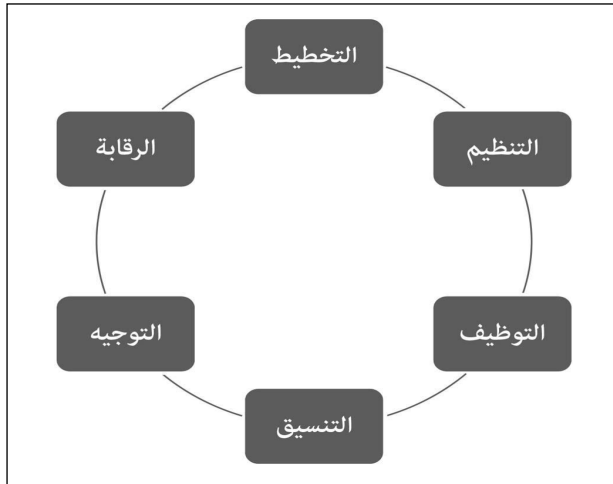 التخطيط
التنظيم
التوظيف
التنسيق
التوجيه
الرقابة